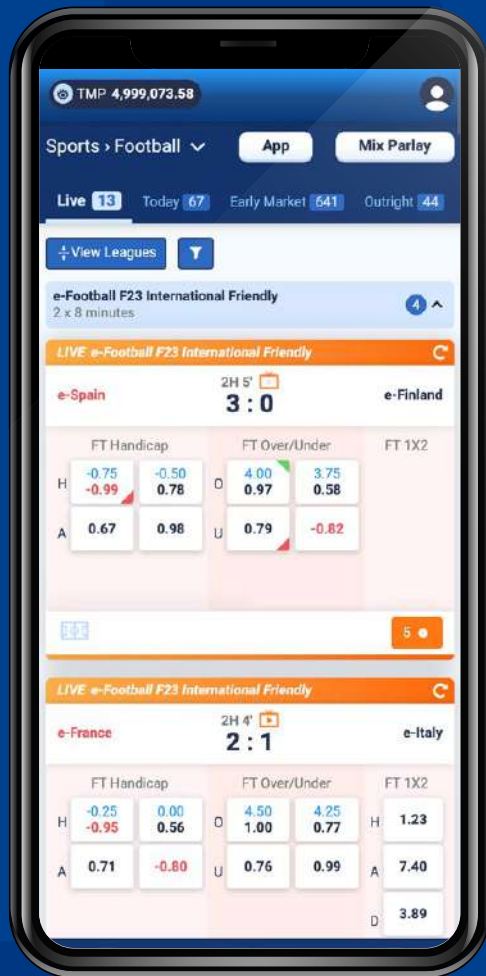 TMP 4,999,073.58
Sports › Football App Mix Parlay
Live 13 Today 67 Early Market 641 Outright 44
View Leagues
e-Football F23 International Friendly
2 x 8 minutes
4
LIVE e-Football F23 International Friendly
2H 5'
e-Spain 3 : 0 e-Finland
FT Handicap FT Over/Under FT 1X2
-0.75 -0.50 4.00 3.75
H -0.99 0.78 O 0.97 0.58
A 0.67 0.98 U 0.79 -0.82
5
LIVE e-Football F23 International Friendly
2H 4'
e-France 2 : 1 e-Italy
FT Handicap FT Over/Under FT 1X2
-0.25 0.00 4.50 4.25
H -0.95 0.56 O 1.00 0.77 H 1.23
A 0.71 -0.80 U 0.76 0.99 A 7.40
D 3.89